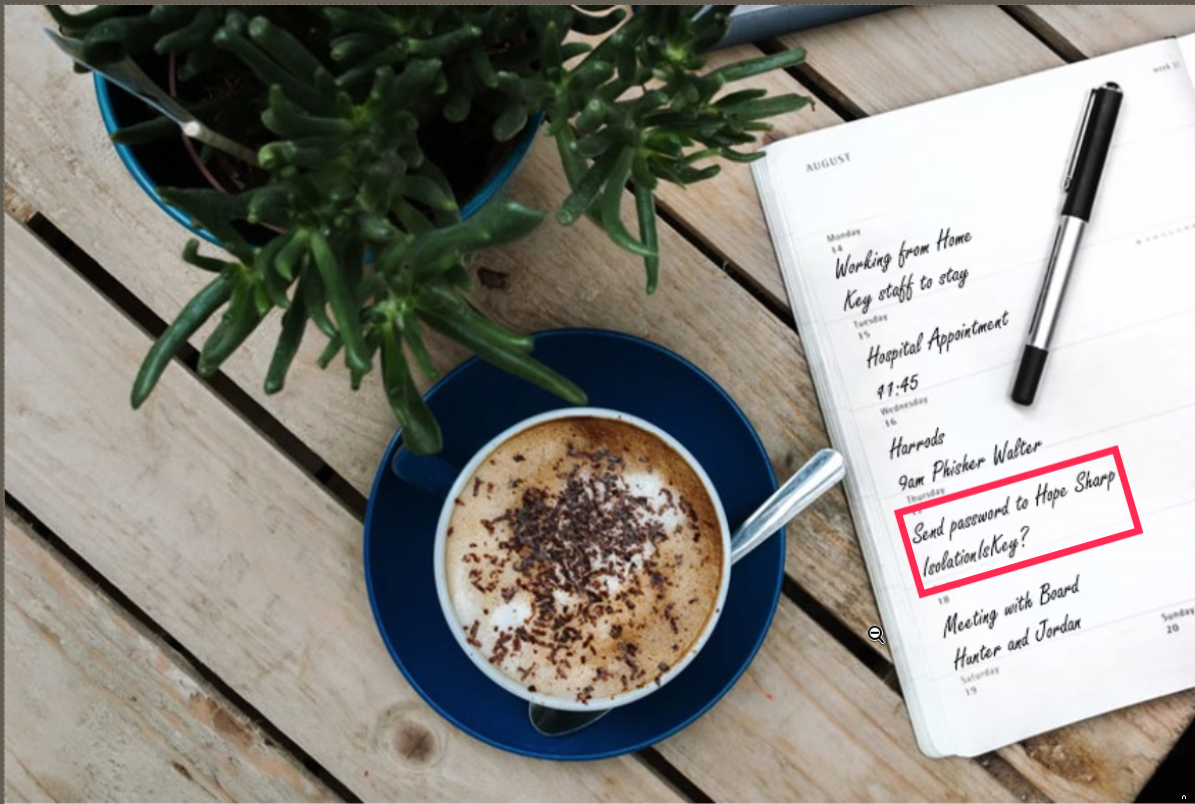 week 33
AUGUST
Monday
14
Working from Home
Key staff to stay
Tuesday
15
Hospital Appointment
11:45
Wednesday
16
Harrods
9am Phisher Walter
Thursday
Send password to Hope Sharp
IsolationIsKey?
18
Meeting with Board
Hunter and Jordan
Saturday
19
Sunday
20